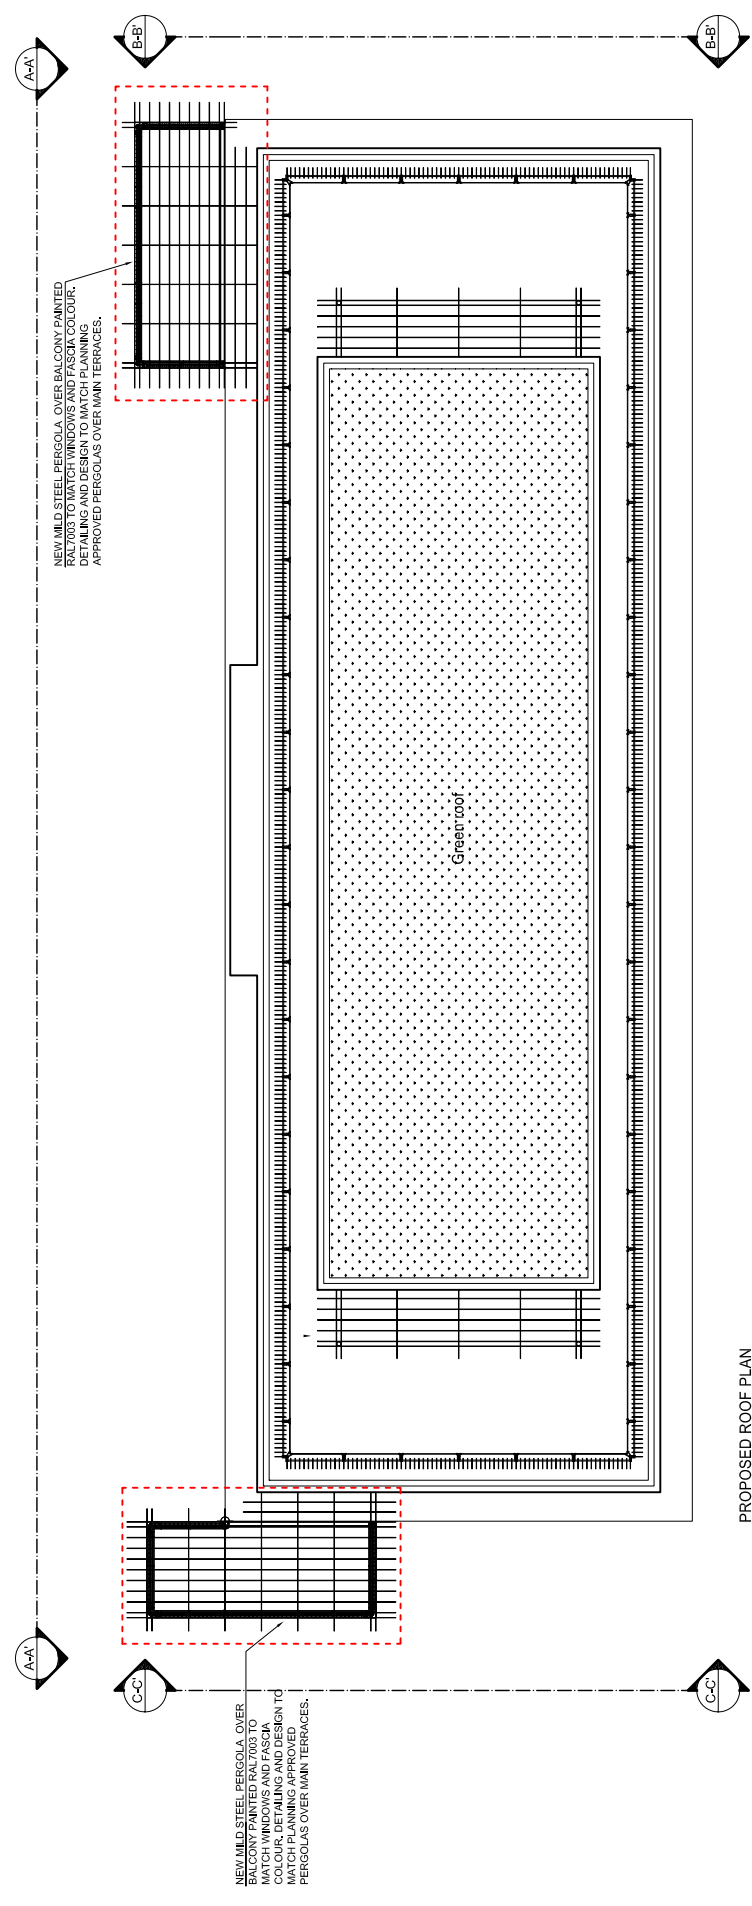 A-A'
B-B'
B-B'
NEW MILD STEEL PERGOLA OVER BALCONY PAINTED
RAL7003 TO MATCH WINDOWS AND FASCIA COLOUR.
DETAILING AND DESIGN TO MATCH PLANNING
APPROVED PERGOLAS OVER MAIN TERRACES.
Green roof
A-A'
C-C'
C-C'
NEW MILD STEEL PERGOLA OVER
BALCONY PAINTED RAL7003 TO
MATCH WINDOWS AND FASCIA
COLOUR. DETAILING AND DESIGN TO
MATCH PLANNING APPROVED
PERGOLAS OVER MAIN TERRACES.
PROPOSED ROOF PLAN